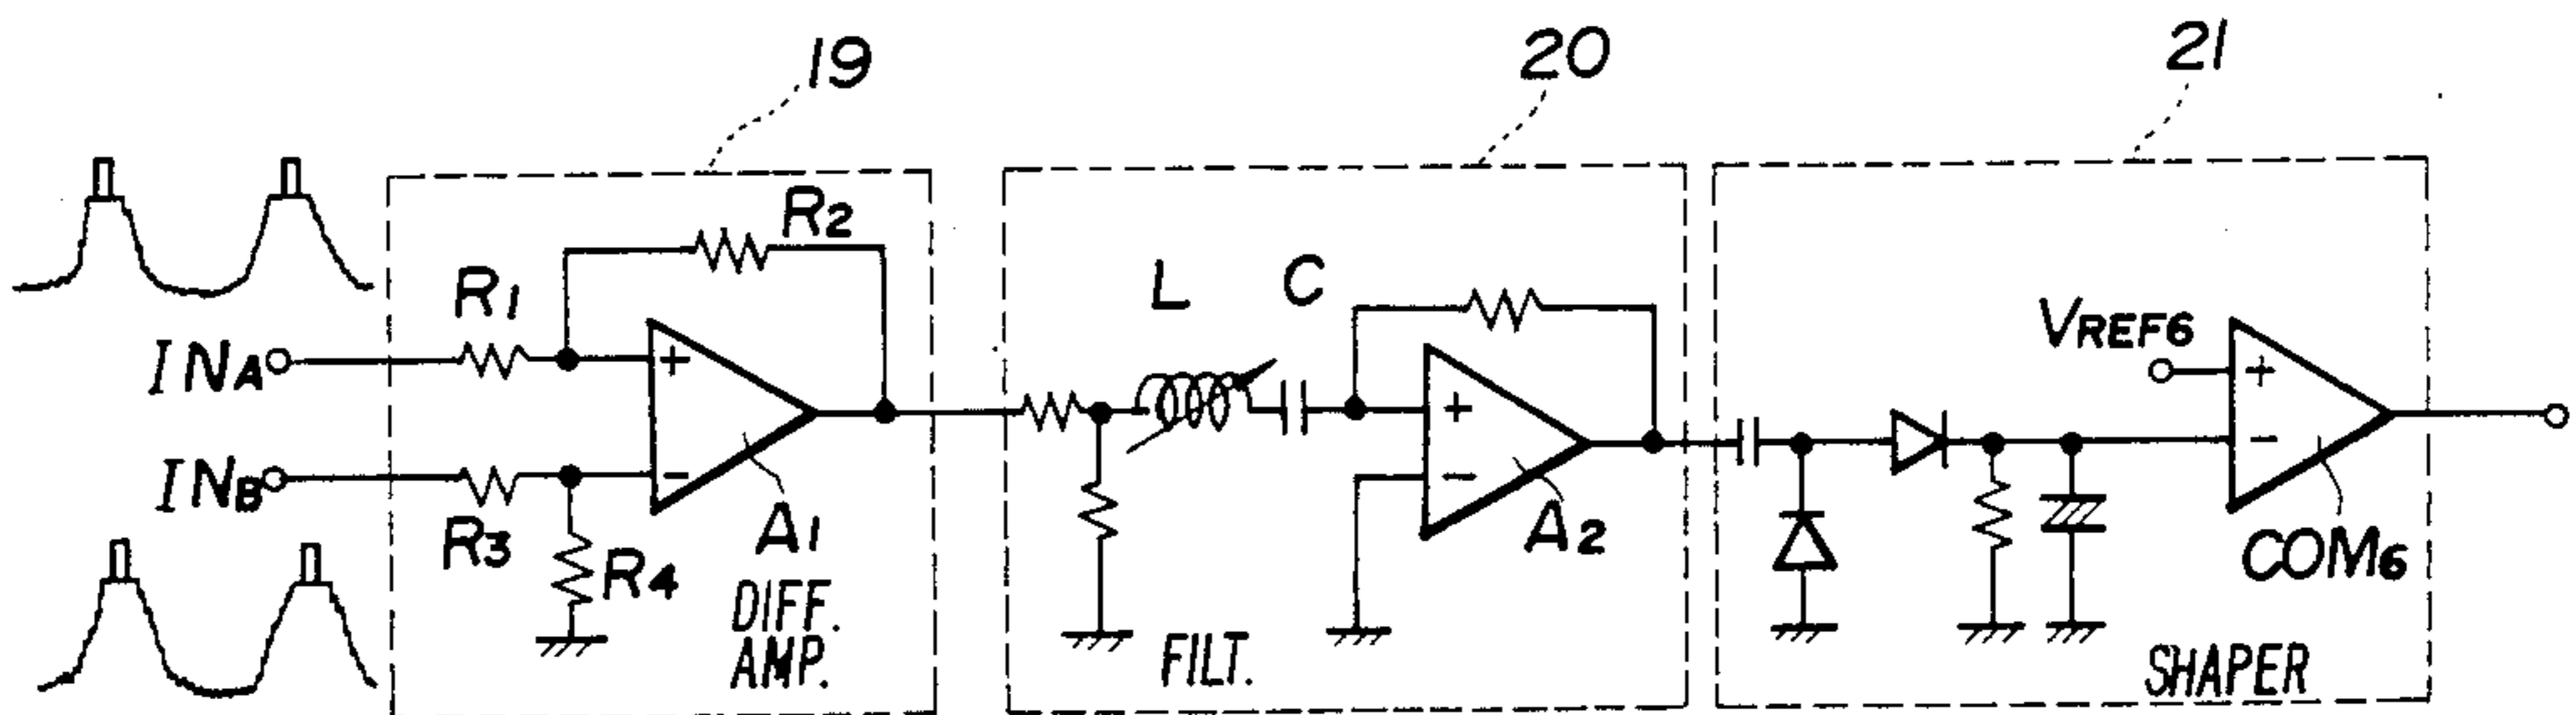 19
20
21
R1
R2
INA
+
-
INB
R3
R4
A1
DIFF.
AMP.
L
C
+
-
A2
FILT.
VREF6
+
-
COM6
SHAPER